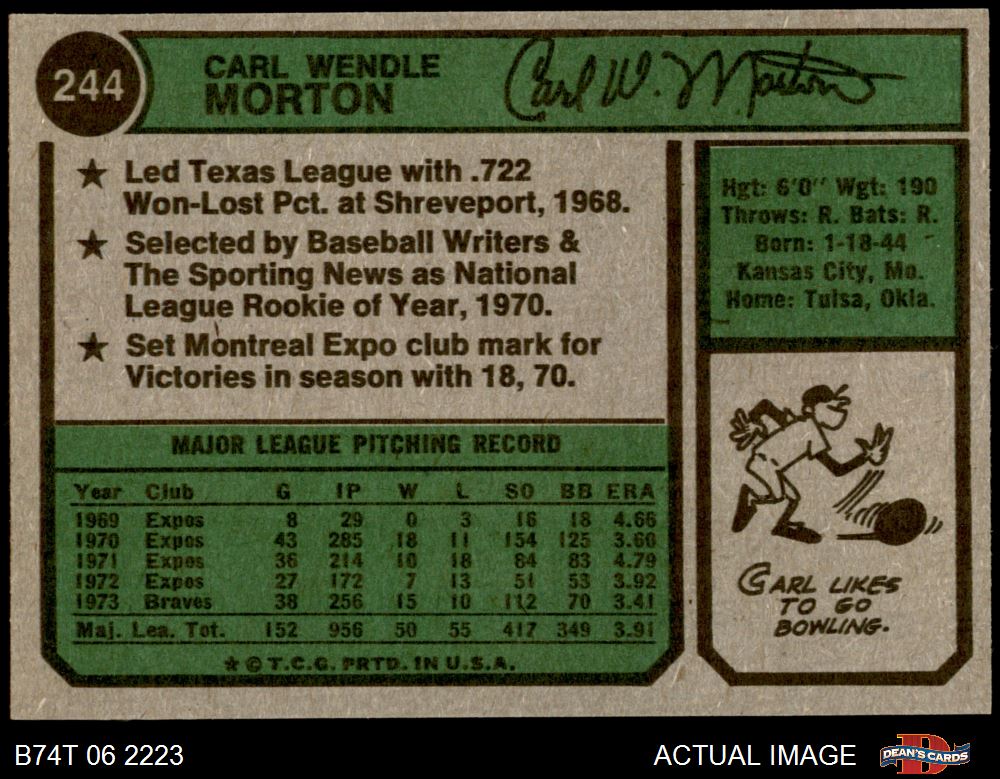 244
CARL WENDLE
MORTON
Carl W. Morton
★ Led Texas League with .722
Won-Lost Pct. at Shreveport, 1968.
★ Selected by Baseball Writers &
The Sporting News as National
League Rookie of Year, 1970.
★ Set Montreal Expo club mark for
Victories in season with 18, 70.
Hgt: 6'0" Wgt: 190
Throws: R. Bats: R.
Born: 1-18-44
Kansas City, Mo.
Home: Tulsa, Okla.
MAJOR LEAGUE PITCHING RECORD
Year Club G IP W L SO BB ERA
1969 Expos 8 29 0 3 16 18 4.66
1970 Expos 43 285 18 11 154 125 3.60
1971 Expos 36 214 10 18 84 83 4.79
1972 Expos 27 172 7 13 51 53 3.92
1973 Braves 38 256 15 10 112 70 3.41
Maj. Lea. Tot. 152 956 50 55 417 349 3.91
★ © T.C.G. PRTD. IN U.S.A.
CARL LIKES
TO GO
BOWLING.
B74T 06 2223
ACTUAL IMAGE
D
DEAN'S CARDS